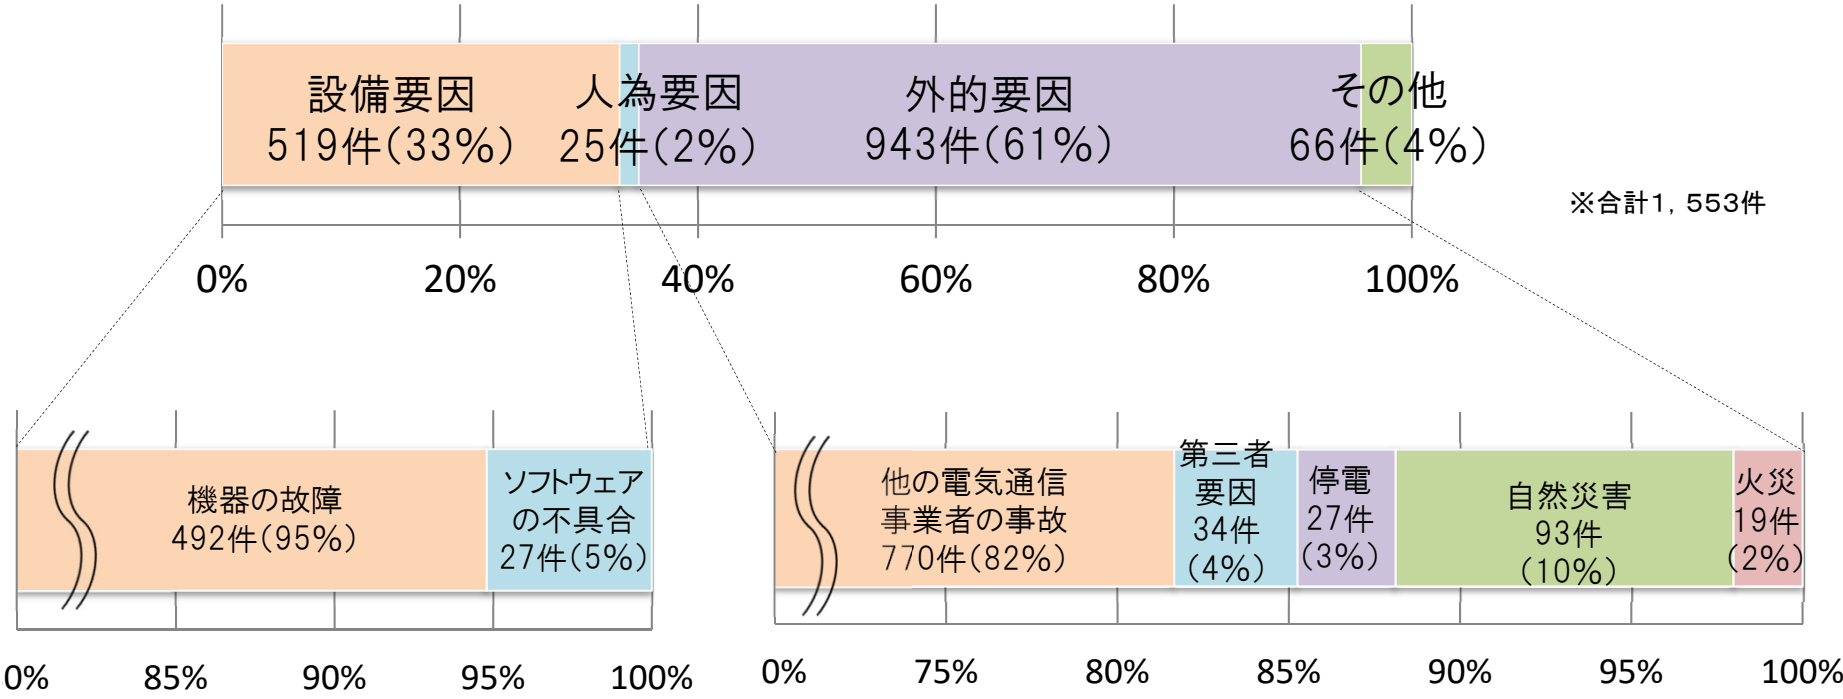 設備要因
519件(33%)
人為要因
25件(2%)
外的要因
943件(61%)
その他
66件(4%)
※合計1，553件
0%
20%
40%
60%
80%
100%
機器の故障
492件(95%)
ソフトウェア
の不具合
27件(5%)
0%
85%
90%
95%
100%
他の電気通信
事業者の事故
770件(82%)
第三者
要因
34件
(4%)
停電
27件
(3%)
自然災害
93件
(10%)
火災
19件
(2%)
0%
75%
80%
85%
90%
95%
100%